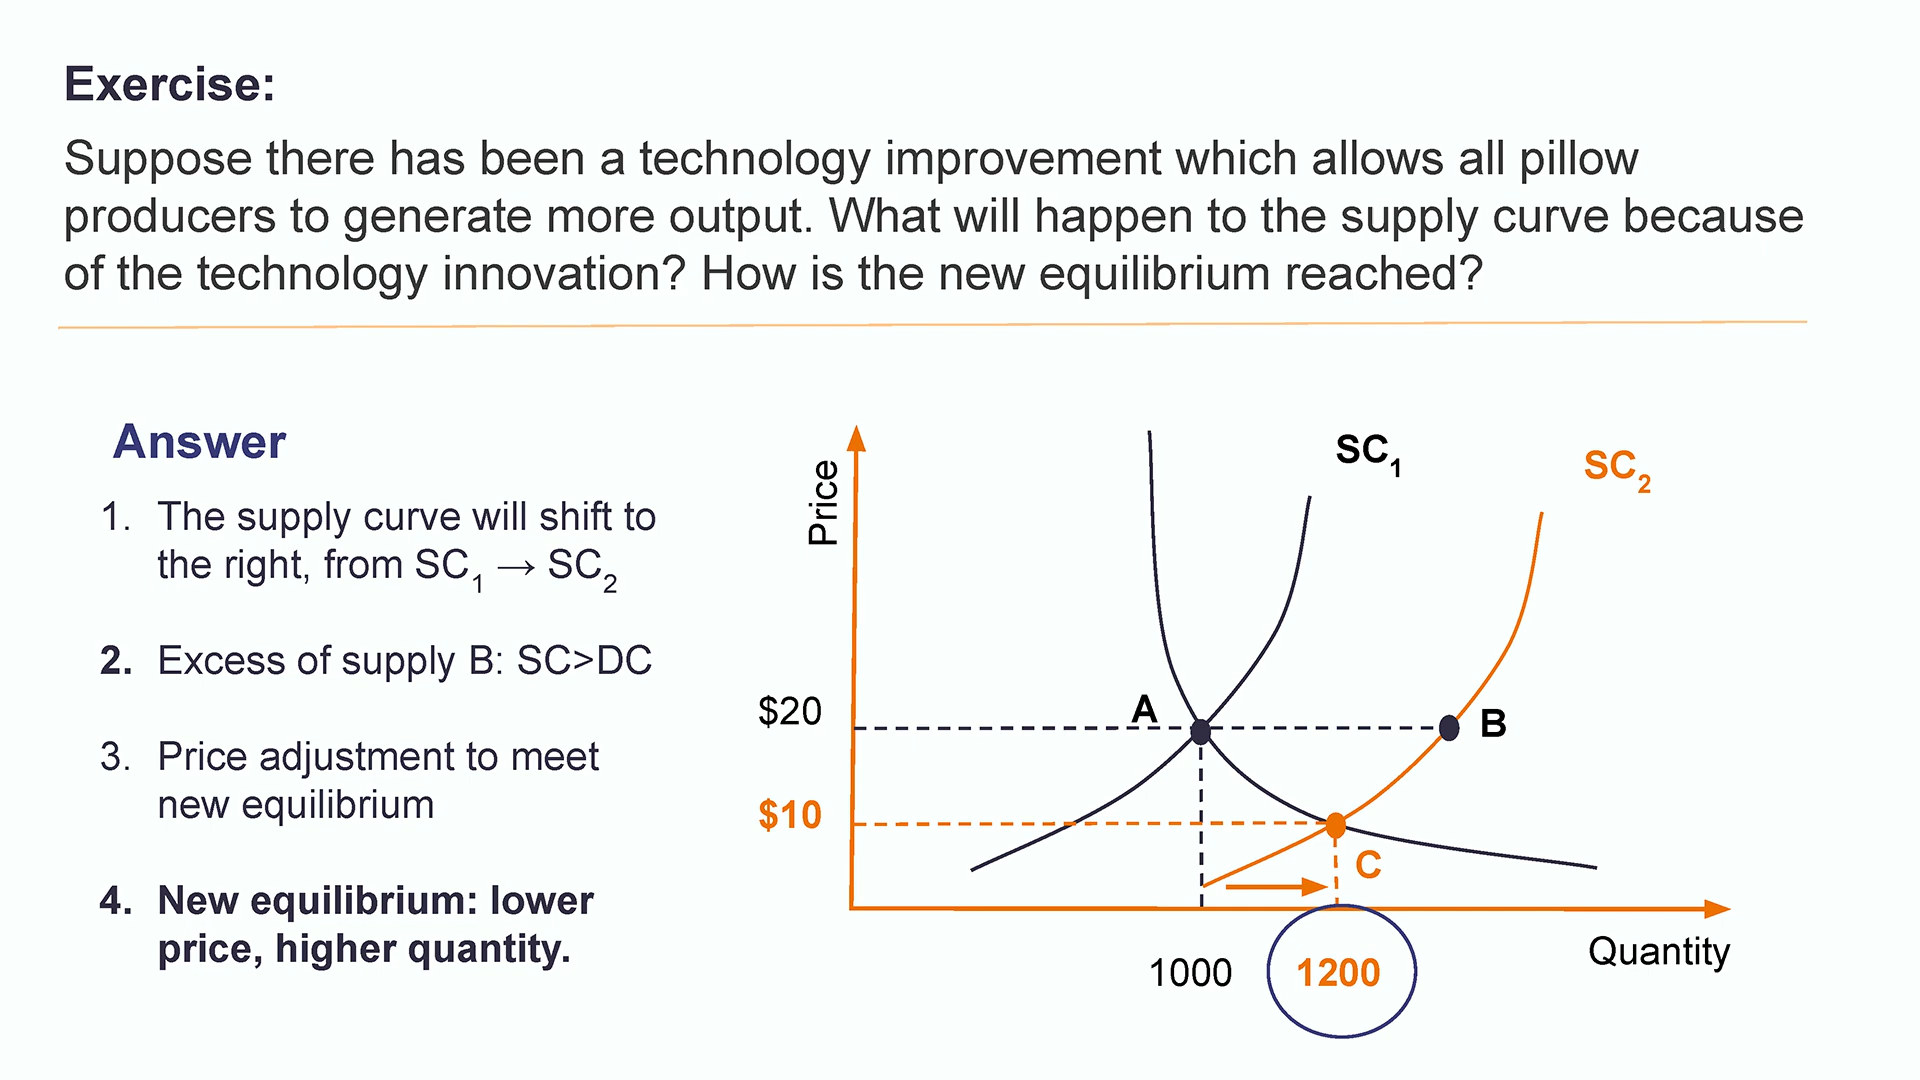 Exercise:
Suppose there has been a technology improvement which allows all pillow
producers to generate more output. What will happen to the supply curve because
of the technology innovation? How is the new equilibrium reached?
Answer
1. The supply curve will shift to
the right, from SC₁ → SC₂
2. Excess of supply B: SC>DC
3. Price adjustment to meet
new equilibrium
4. New equilibrium: lower
price, higher quantity.
Price
SC₁
SC₂
$20
A
B
$10
C
1000
1200
Quantity